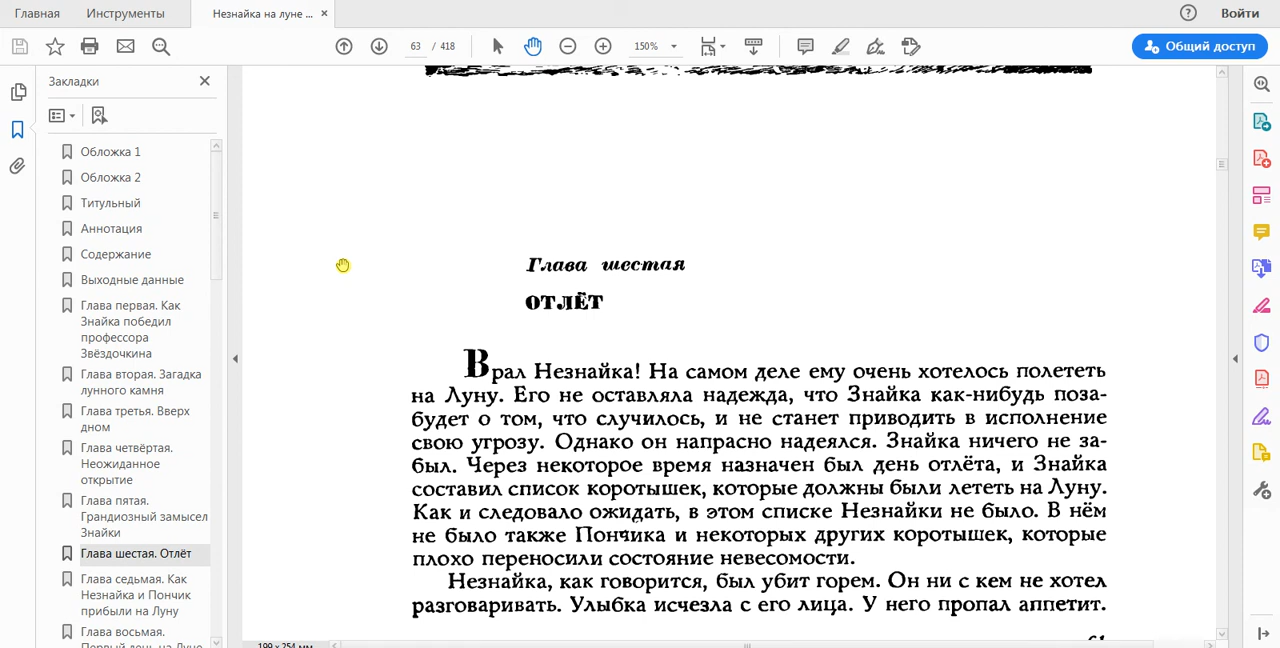 Главная Инструменты Незнайка на луне ... × Войти
63 / 418 150% Общий доступ
Закладки
Обложка 1
Обложка 2
Титульный
Аннотация
Содержание
Выходные данные
Глава первая. Как
Знайка победил
профессора
Звёздочкина
Глава вторая. Загадка
лунного камня
Глава третья. Вверх
дном
Глава четвёртая.
Неожиданное
открытие
Глава пятая.
Грандиозный замысел
Знайки
Глава шестая. Отлёт
Глава седьмая. Как
Незнайка и Пончик
прибыли на Луну
Глава восьмая.
Первый день на Луне
Глава шестая
ОТЛЁТ
Врал Незнайка! На самом деле ему очень хотелось полететь
на Луну. Его не оставляла надежда, что Знайка как-нибудь поза-
будет о том, что случилось, и не станет приводить в исполнение
свою угрозу. Однако он напрасно надеялся. Знайка ничего не за-
был. Через некоторое время назначен был день отлёта, и Знайка
составил список коротышек, которые должны были лететь на Луну.
Как и следовало ожидать, в этом списке Незнайки не было. В нём
не было также Пончика и некоторых других коротышек, которые
плохо переносили состояние невесомости.
Незнайка, как говорится, был убит горем. Он ни с кем не хотел
разговаривать. Улыбка исчезла с его лица. У него пропал аппетит.
61
199 x 254 мм